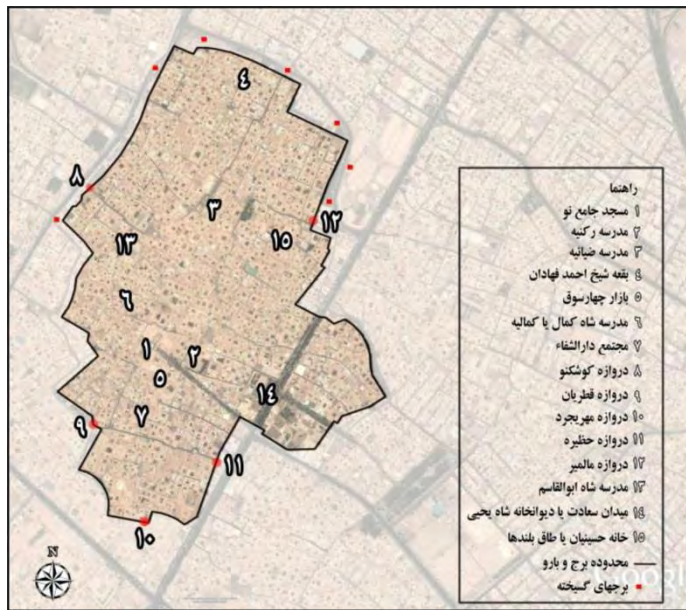 ۴
۸
۳
۱۲
۱۵
۱۳
۶
۱
۲
۵
۱۴
۷
۹
۱۱
۱۰
N
راهنما
۱ مسجد جامع نو
۲ مدرسه رکنیه
۳ مدرسه ضیائیه
۴ بقعه شیخ احمد فهادان
۵ بازار چهارسوق
۶ مدرسه شاه کمال یا کمالیه
۷ مجتمع دارالشفاء
۸ دروازه کوشکنو
۹ دروازه قطریان
۱۰ دروازه مهریجرد
۱۱ دروازه حظیره
۱۲ دروازه مالمیر
۱۳ مدرسه شاه ابوالقاسم
۱۴ میدان سعادت یا دیوانخانه شاه یحیی
۱۵ خانه حسینیان یا طاق بلندها
محدوده برج و بارو
برجهای گسیخته